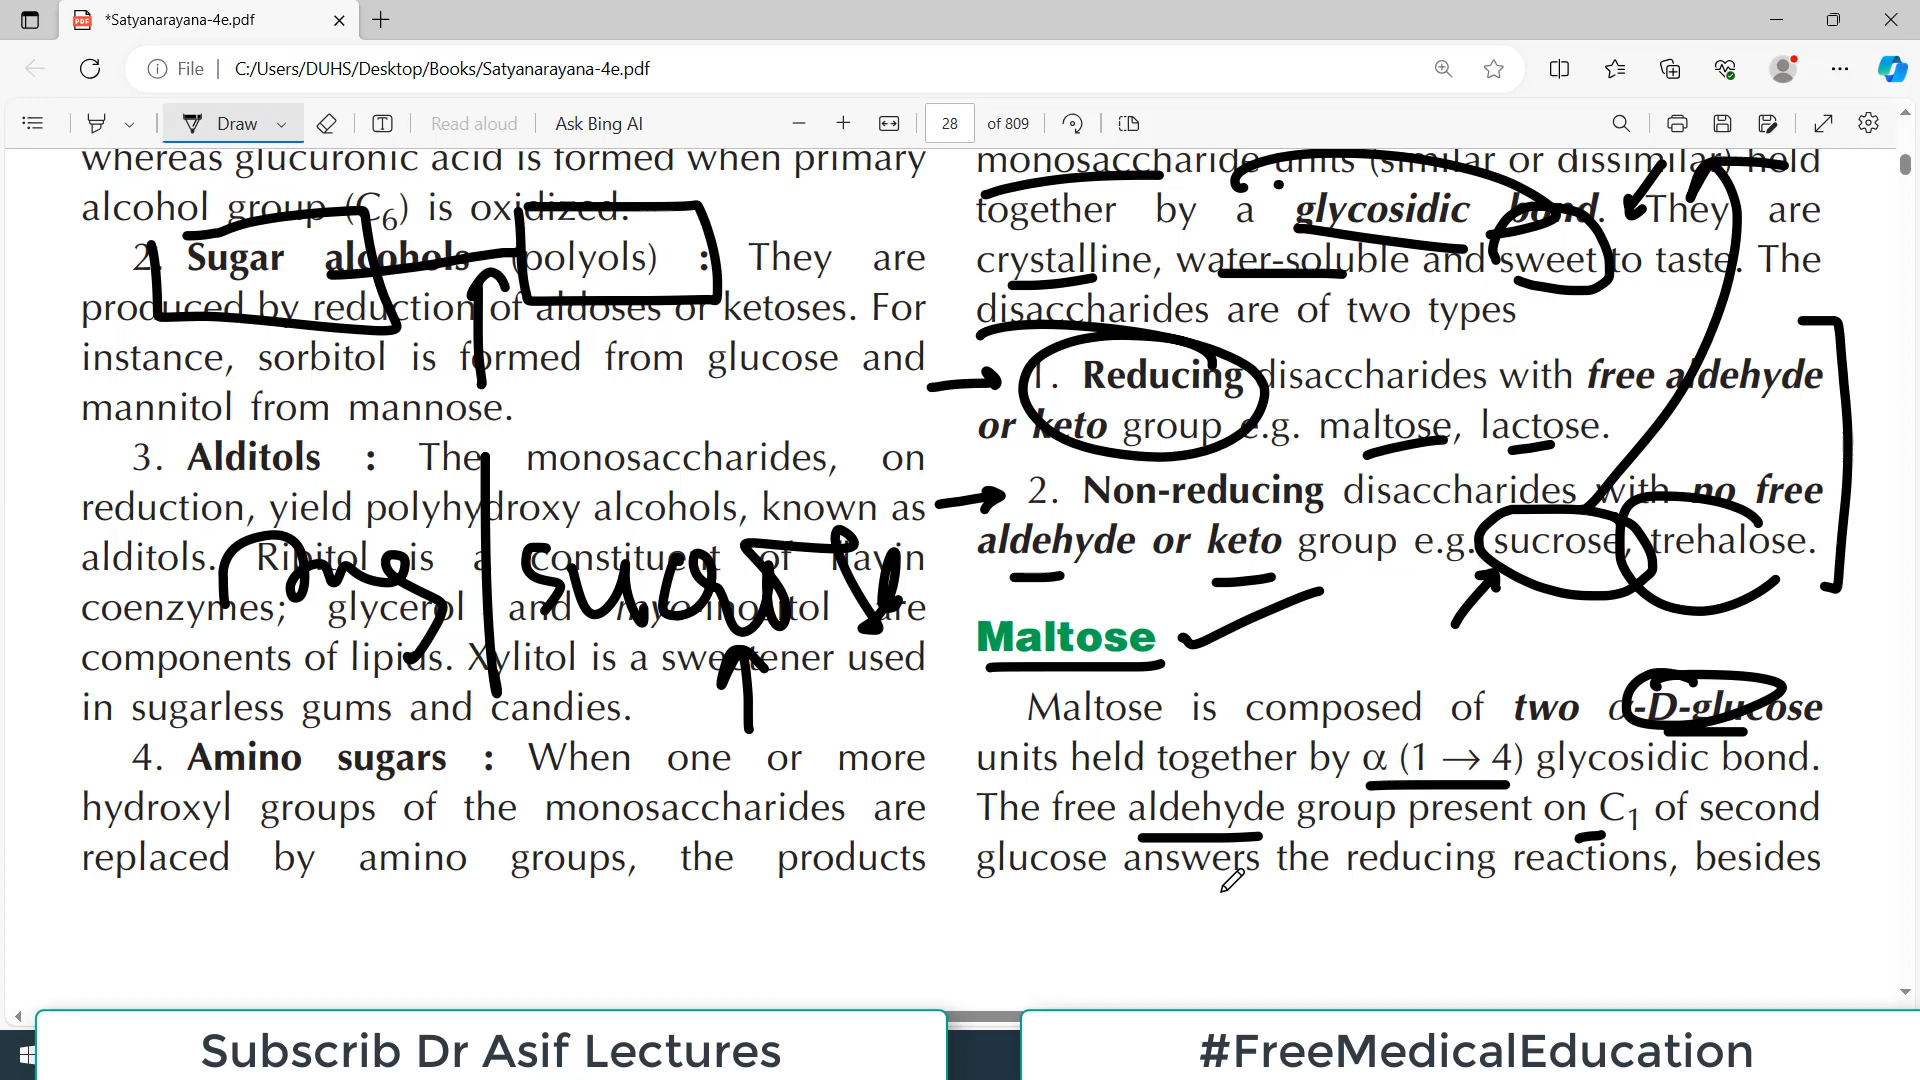 *Satyanarayana-4e.pdf
File C:/Users/DUHS/Desktop/Books/Satyanarayana-4e.pdf
Draw
Read aloud
Ask Bing AI
28 of 809
whereas glucuronic acid is formed when primary
alcohol group (C6) is oxidized.
2. Sugar alcohols (polyols) : They are
produced by reduction of aldoses or ketoses. For
instance, sorbitol is formed from glucose and
mannitol from mannose.
3. Alditols : The monosaccharides, on
reduction, yield polyhydroxy alcohols, known as
alditols. Ribitol is a constituent of flavin
coenzymes; glycerol and myo-inositol are
components of lipids. Xylitol is a sweetener used
in sugarless gums and candies.
4. Amino sugars : When one or more
hydroxyl groups of the monosaccharides are
replaced by amino groups, the products
monosaccharide units (similar or dissimilar) held
together by a glycosidic bond. They are
crystalline, water-soluble and sweet to taste. The
disaccharides are of two types
1. Reducing disaccharides with free aldehyde
or keto group e.g. maltose, lactose.
2. Non-reducing disaccharides with no free
aldehyde or keto group e.g. sucrose, trehalose.
Maltose
Maltose is composed of two α-D-glucose
units held together by α (1 → 4) glycosidic bond.
The free aldehyde group present on C1 of second
glucose answers the reducing reactions, besides
Subscrib Dr Asif Lectures
#FreeMedicalEducation